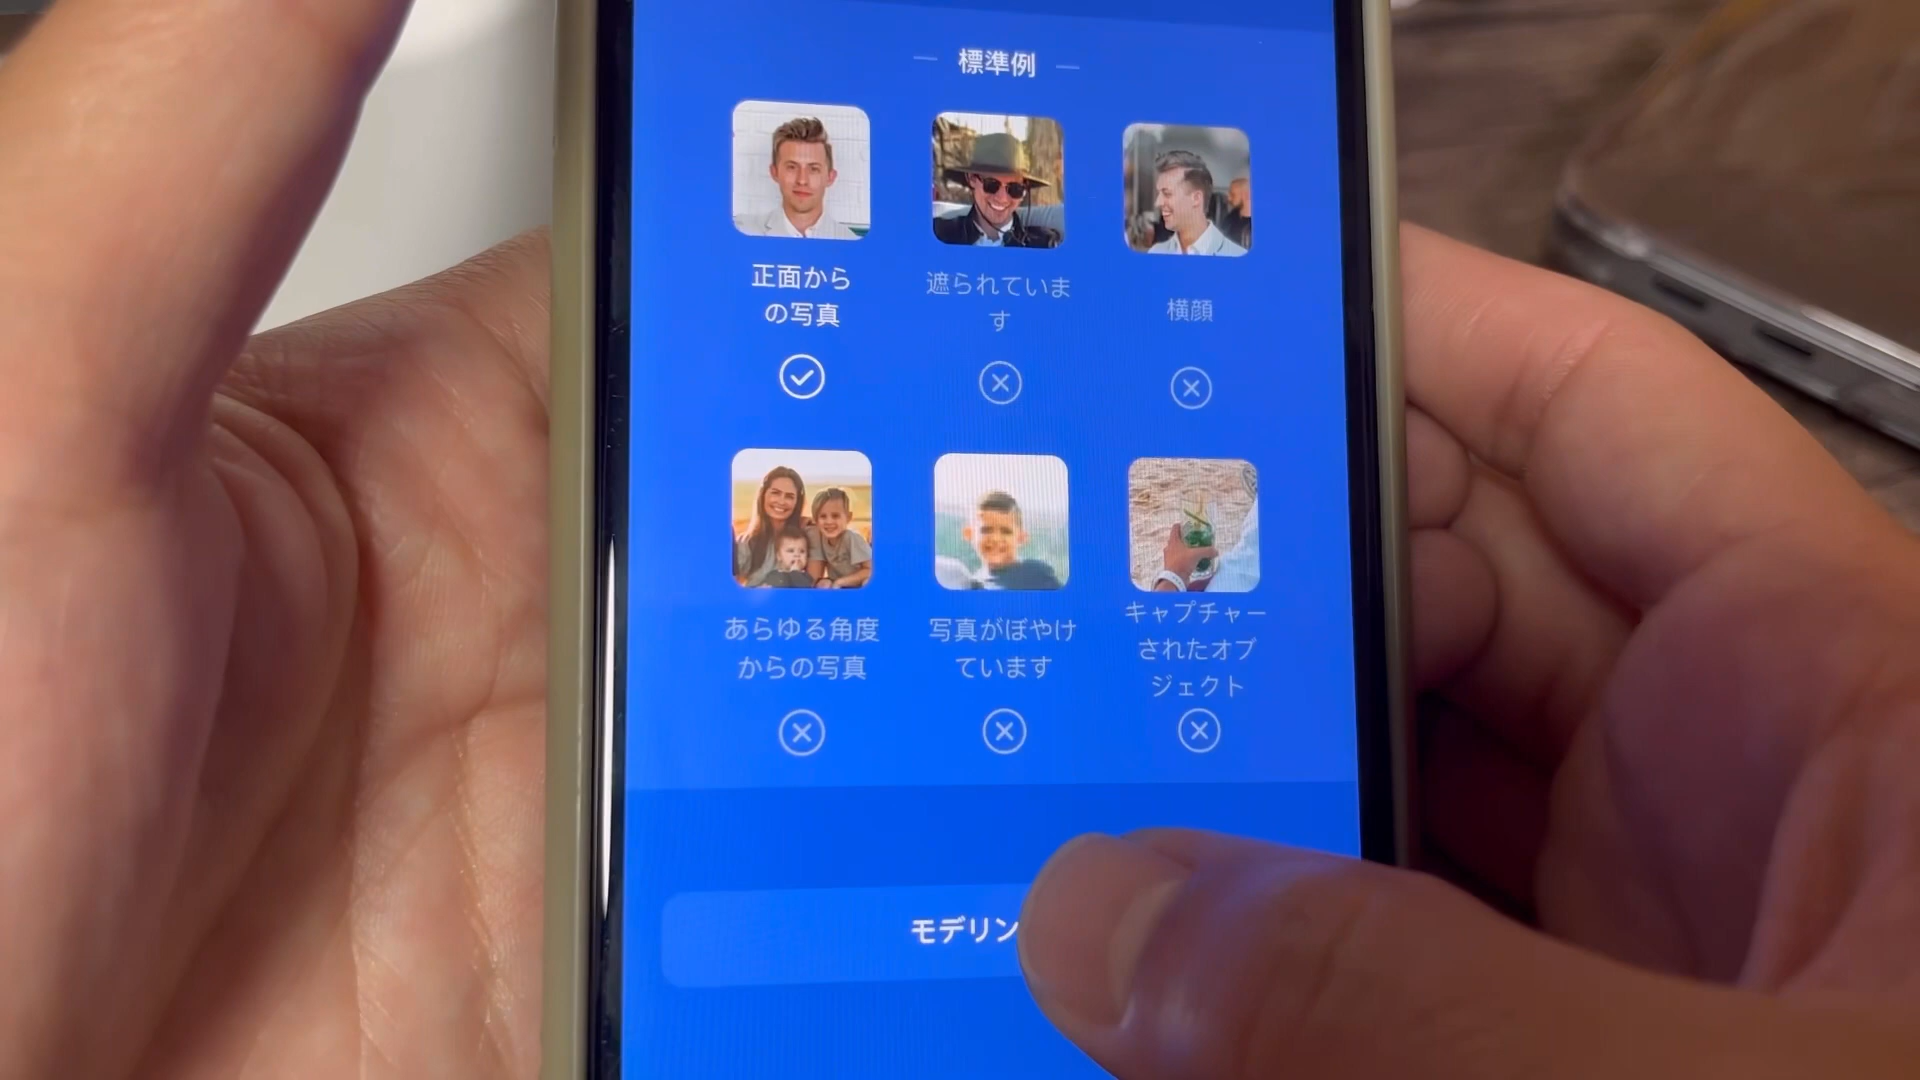 標準例
正面から
の写真
遮られていま
す
横顔
あらゆる角度
からの写真
写真がぼやけ
ています
キャプチャー
されたオブ
ジェクト
モデリン